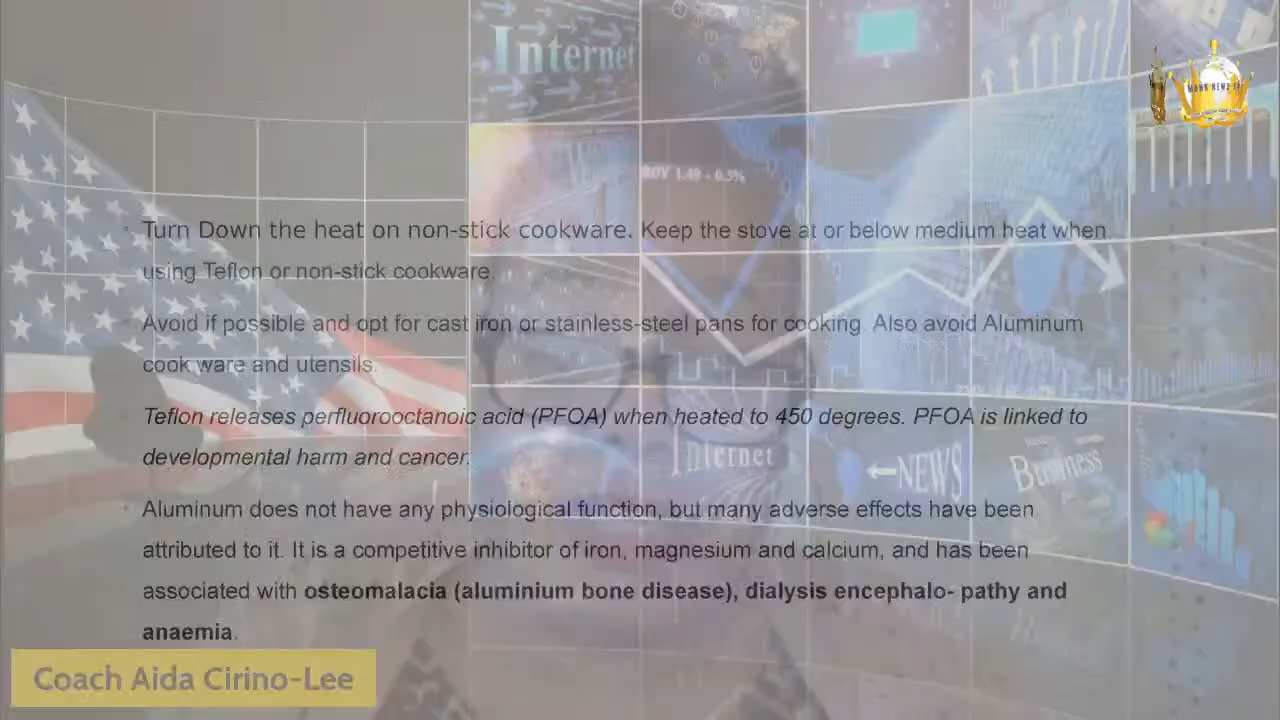 Internet
ROY 1.49 - 0.3%
Turn Down the heat on non-stick cookware. Keep the stove at or below medium heat when
using Teflon or non-stick cookware.
Avoid if possible and opt for cast iron or stainless-steel pans for cooking. Also avoid Aluminum
cook ware and utensils.
Teflon releases perfluorooctanoic acid (PFOA) when heated to 450 degrees. PFOA is linked to
developmental harm and cancer.
Internet
NEWS
Business
Aluminum does not have any physiological function, but many adverse effects have been
attributed to it. It is a competitive inhibitor of iron, magnesium and calcium, and has been
associated with osteomalacia (aluminium bone disease), dialysis encephalo- pathy and
anaemia.
Coach Aida Cirino-Lee